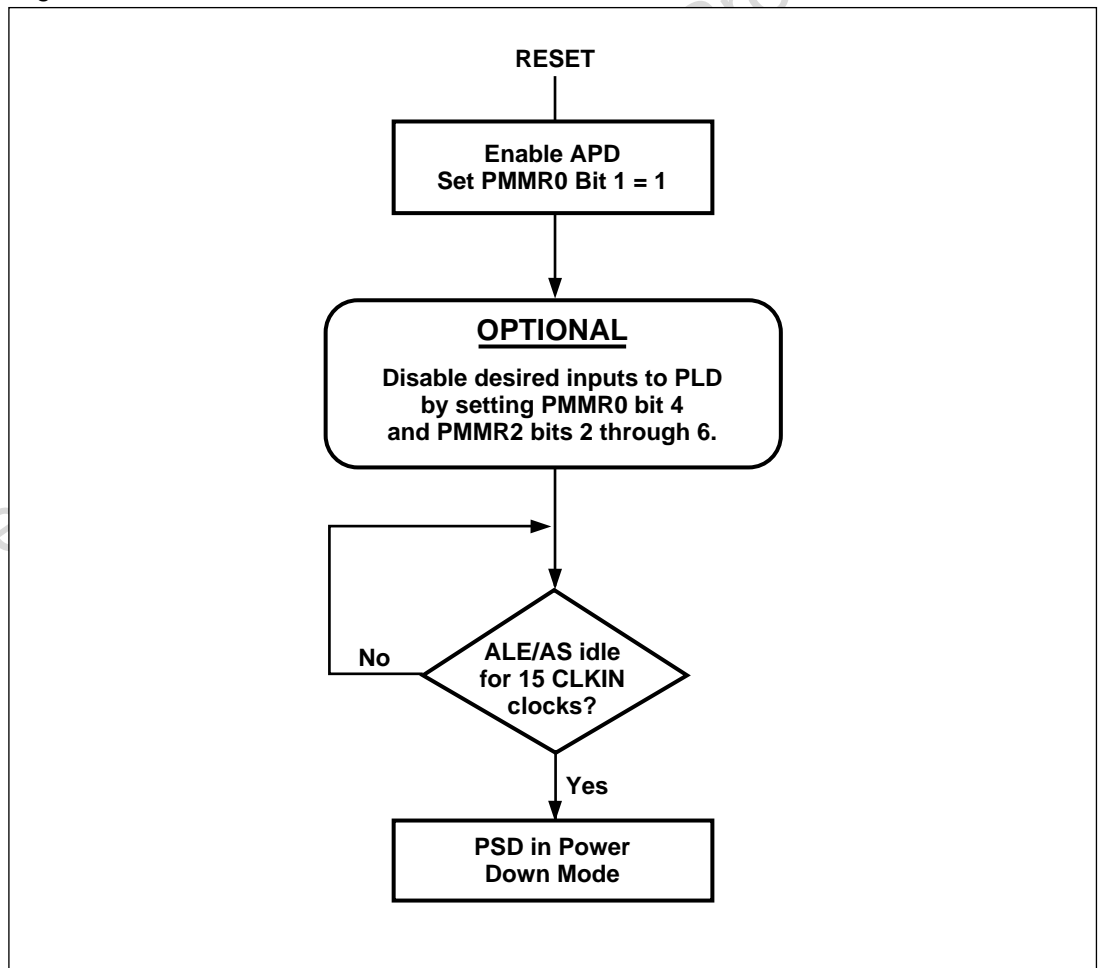 RESET
Enable APD
Set PMMR0 Bit 1 = 1
OPTIONAL
Disable desired inputs to PLD
by setting PMMR0 bit 4
and PMMR2 bits 2 through 6.
No
ALE/AS idle
for 15 CLKIN
clocks?
Yes
PSD in Power
Down Mode